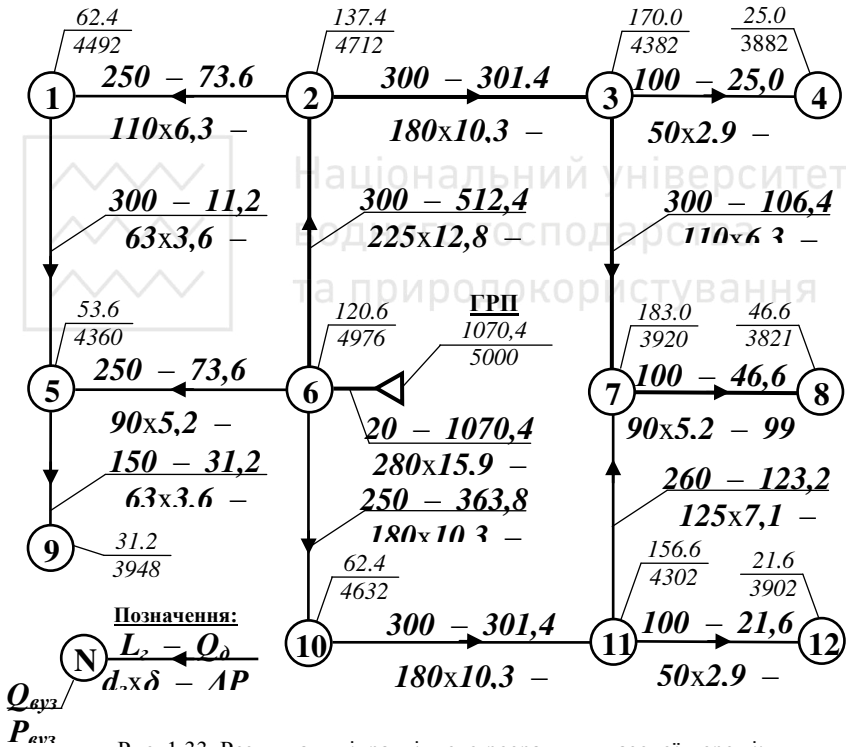 62.4
4492
137.4
4712
170.0
4382
25.0
3882
250 – 73.6
300 – 301.4
100 – 25,0
1
2
3
4
110x6,3 –
180x10,3 –
50x2,9 –
Національний університет
водного господарства
та природокористування
300 – 11,2
63x3,6 –
300 – 512,4
225x12,8 –
300 – 106,4
110x6,3 –
53.6
4360
120.6
4976
ГРП
1070,4
5000
183.0
3920
46.6
3821
250 – 73,6
100 – 46,6
5
6
7
8
90x5,2 –
20 – 1070,4
280x15,9 –
90x5,2 – 99
150 – 31,2
63x3,6 –
250 – 363,8
180x10,3 –
260 – 123,2
125x7,1 –
9
31.2
3948
62.4
4632
156.6
4302
21.6
3902
Позначення:
Lг – Qд
N
dзxδ – ΔP
Qвуз
Pвуз
300 – 301,4
100 – 21,6
10
11
12
180x10,3 –
50x2,9 –